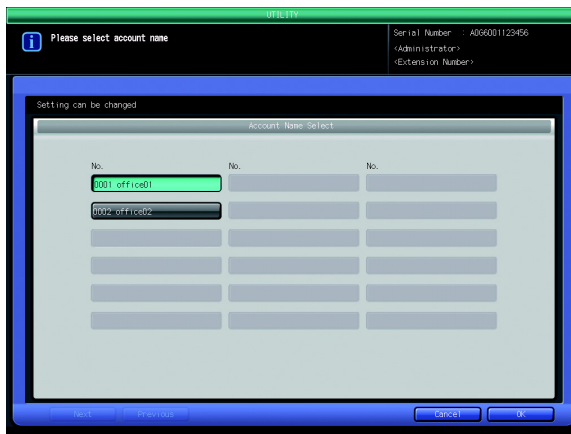 UTILITY
Please select account name
Serial Number : A0G6001123456
<Administrator>
<Extension Number>
Setting can be changed
Account Name Select
No. No. No.
0001 office01
0002 office02
Next Previous Cancel OK